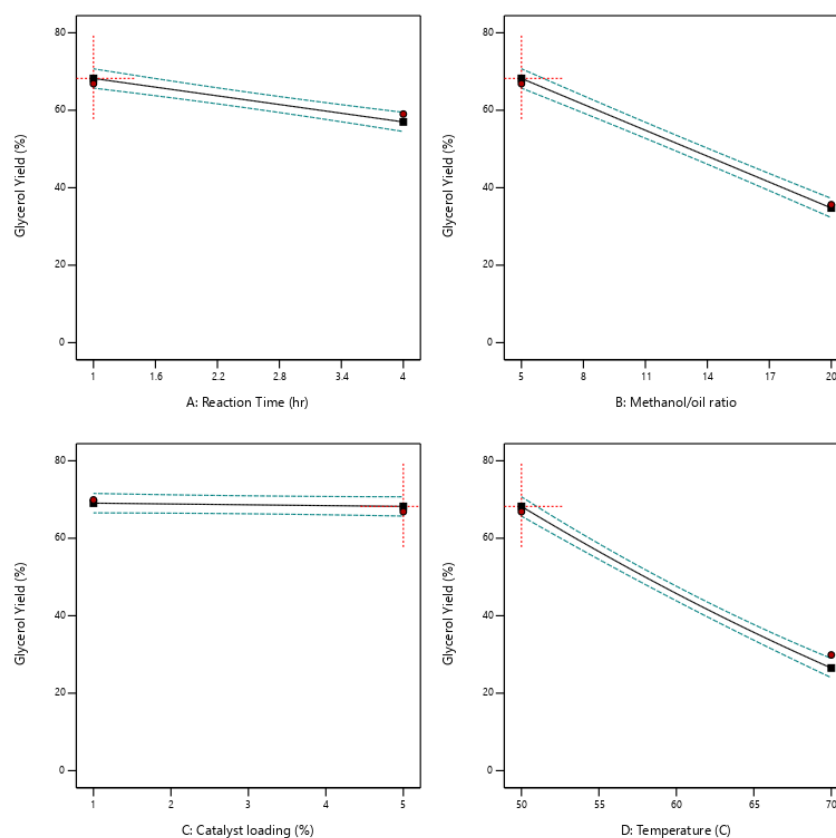 80
60
40
20
0
Glycerol Yield (%)
1 1.6 2.2 2.8 3.4 4
A: Reaction Time (hr)
80
60
40
20
0
Glycerol Yield (%)
5 8 11 14 17 20
B: Methanol/oil ratio
80
60
40
20
0
Glycerol Yield (%)
1 2 3 4 5
C: Catalyst loading (%)
80
60
40
20
0
Glycerol Yield (%)
50 55 60 65 70
D: Temperature (C)